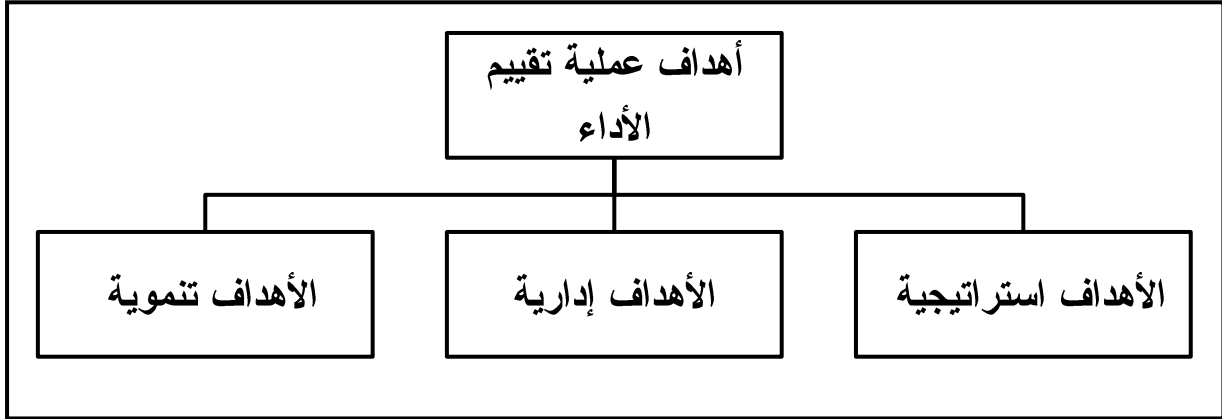 أهداف عملية تقييم
الأداء
الأهداف استراتيجية
الأهداف إدارية
الأهداف تنموية